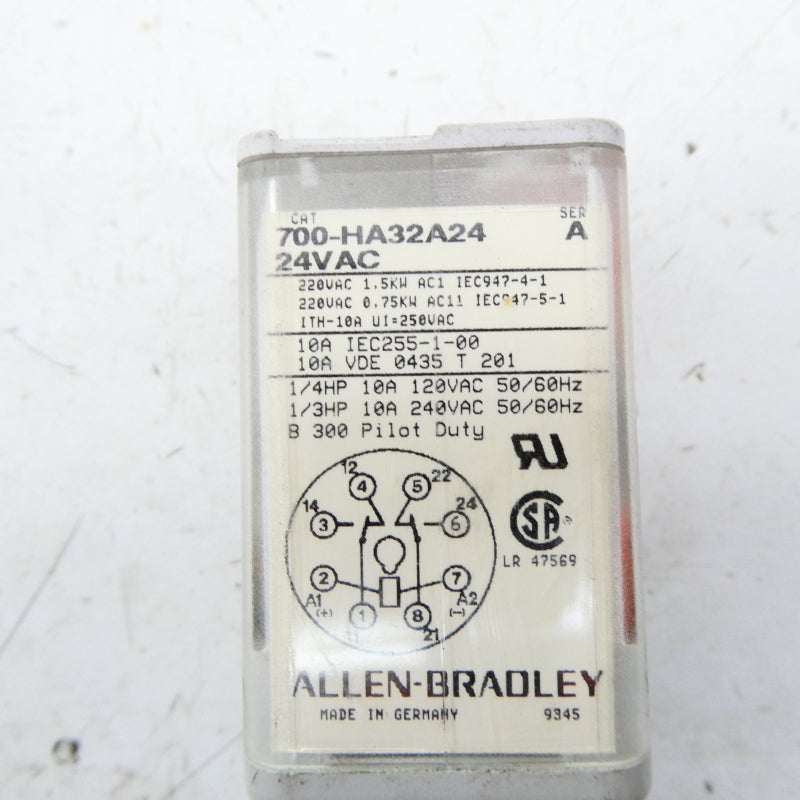 CAT SER
700-HA32A24 A
24VAC
220VAC 1.5KW AC1 IEC947-4-1
220VAC 0.75KW AC11 IEC947-5-1
ITH-10A UI=250VAC
10A IEC255-1-00
10A VDE 0435 T 201
1/4HP 10A 120VAC 50/60Hz
1/3HP 10A 240VAC 50/60Hz
B 300 Pilot Duty
RU
12 4 5 22
14 3 6 24
SA
LR 47569
2 7
A1 A2
(+) 1 8 (-)
11 21
ALLEN-BRADLEY
MADE IN GERMANY 9345